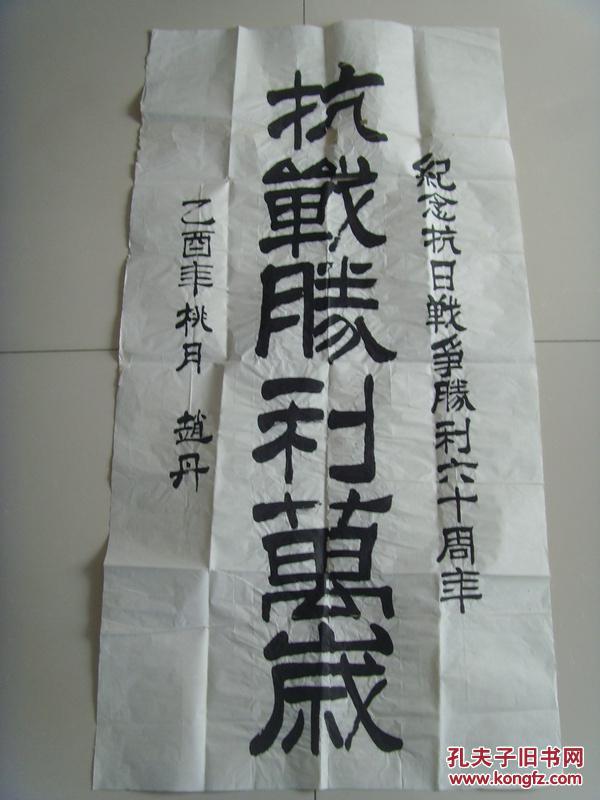 紀念抗日戰爭勝利六十周年
抗戰勝利萬歲
乙酉年桃月 趙丹
孔夫子旧书网
www.kongfz.com